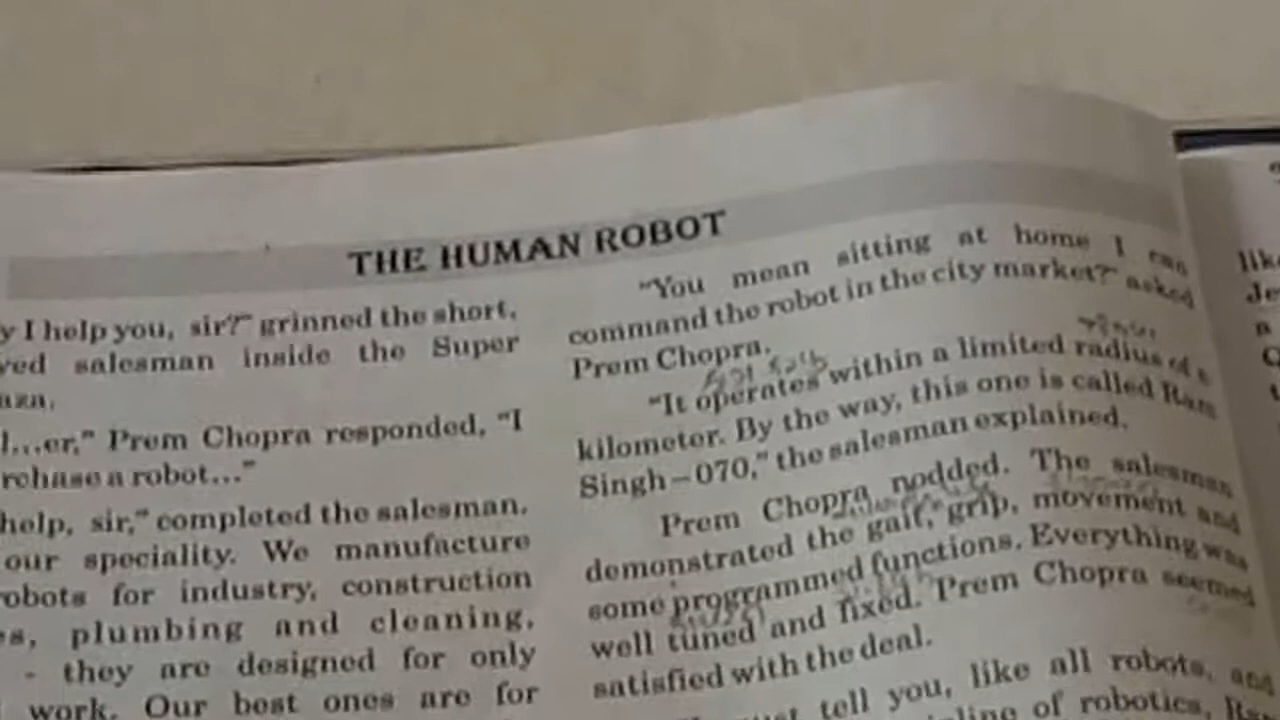 THE HUMAN ROBOT
I help you, sir?" grinned the short,
salesman inside the Super
Prem Chopra responded, "I
a robot..."
help, sir," completed the salesman.
our speciality. We manufacture
for industry, construction
plumbing and cleaning,
- they are designed for only
work. Our best ones are for
"You mean sitting at home I can
command the robot in the city market?" asked
Prem Chopra.
"It operates within a limited radius of a
kilometer. By the way, this one is called Ram
Singh–070," the salesman explained.
Prem Chopra nodded. The salesman
demonstrated the gait, grip, movement and
some programmed functions. Everything was
well tuned and fixed. Prem Chopra seemed
satisfied with the deal.
tell you, like all robots, and
of robotics,